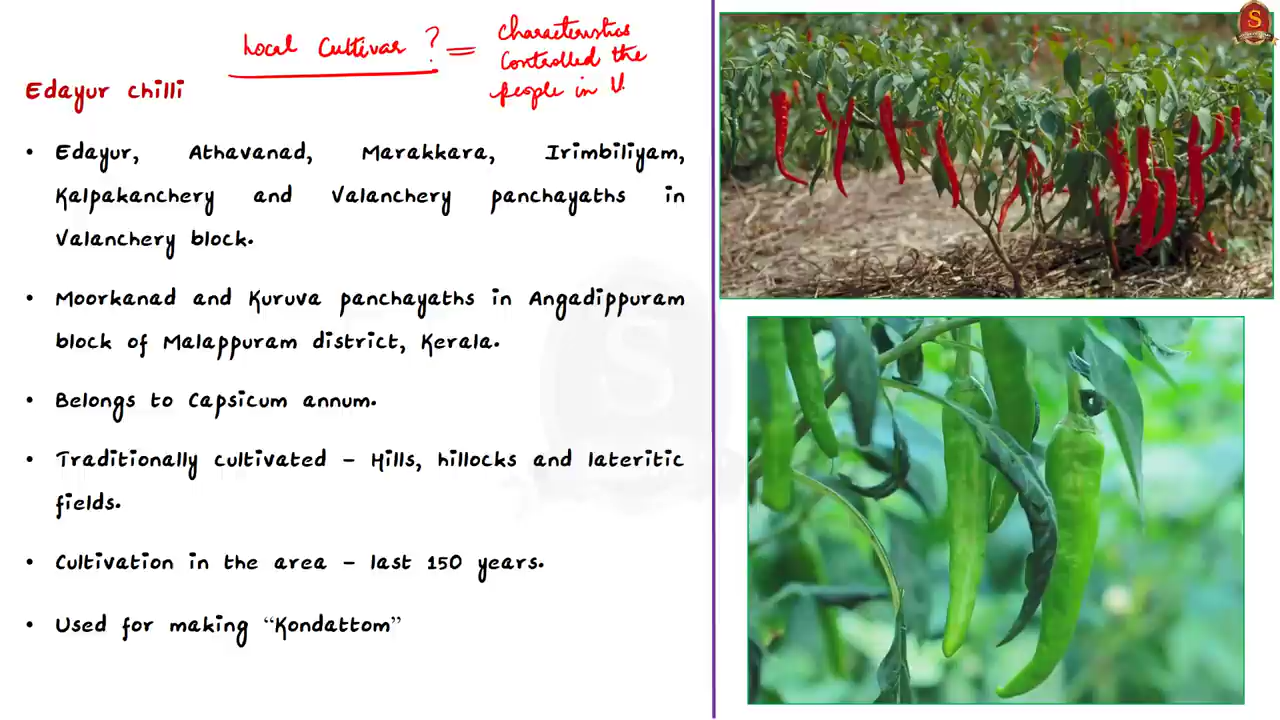 Local Cultivar ? = Characteristics
Controlled the
people in
Edayur chilli
• Edayur, Athavanad, Marakkara, Irimbiliyam,
Kalpakanchery and Valanchery panchayaths in
Valanchery block.
• Moorkanad and Kuruva panchayaths in Angadippuram
block of Malappuram district, Kerala.
• Belongs to Capsicum annum.
• Traditionally cultivated – Hills, hillocks and lateritic
fields.
• Cultivation in the area – last 150 years.
• Used for making “Kondattom”
S